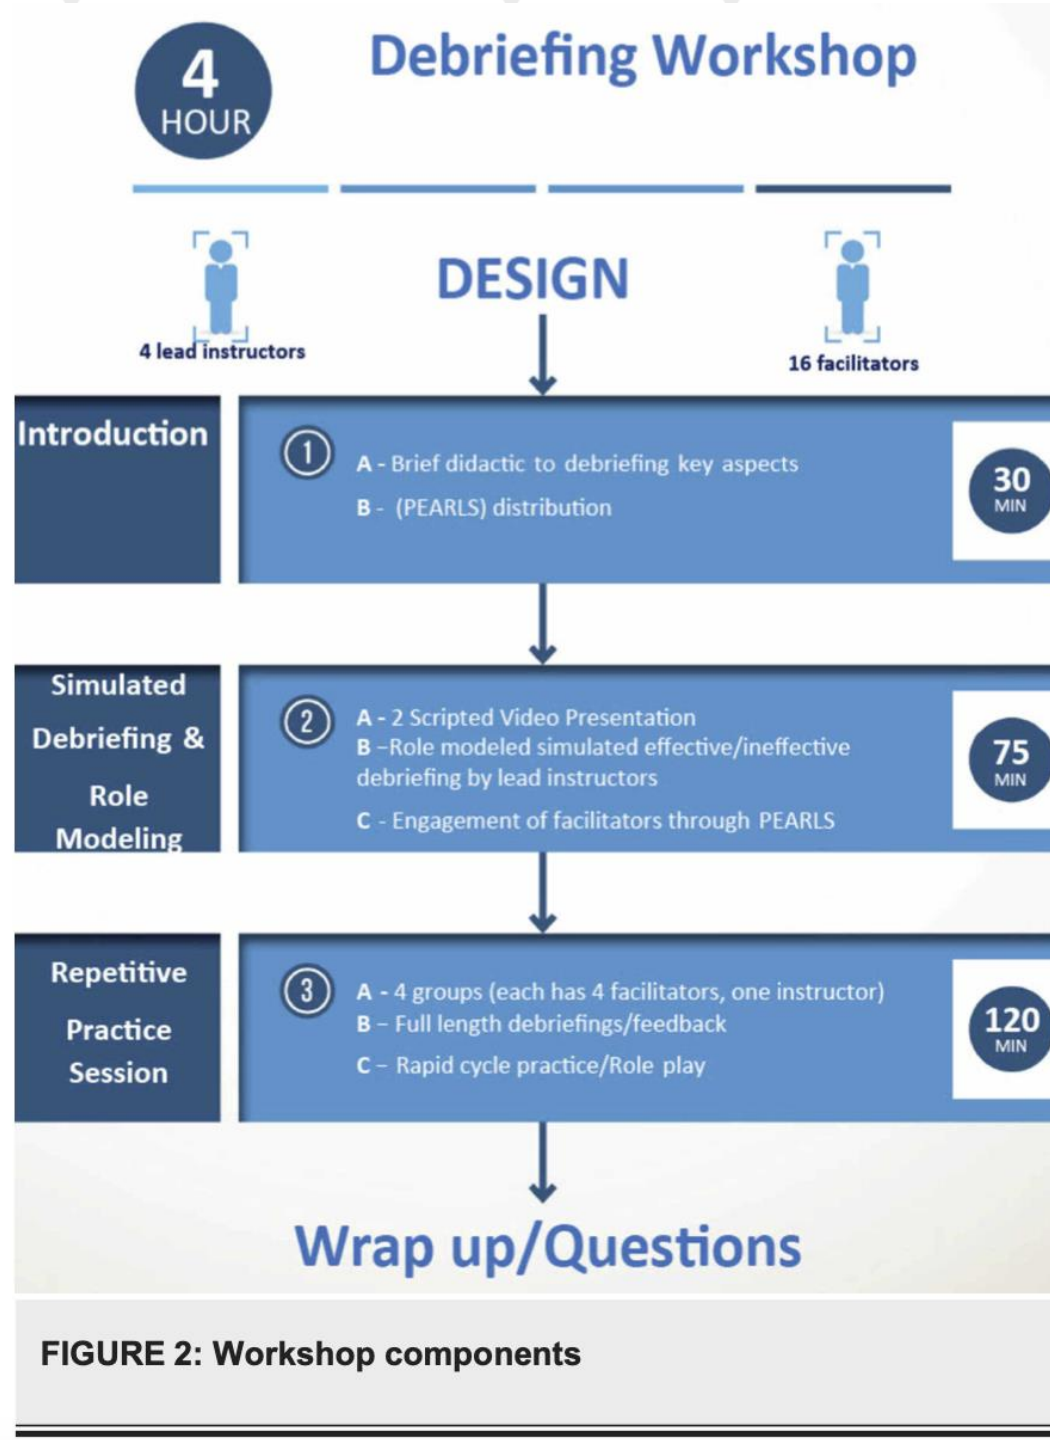 4
HOUR
Debriefing Workshop
DESIGN
4 lead instructors
16 facilitators
Introduction
1
A - Brief didactic to debriefing key aspects
B - (PEARLS) distribution
30
MIN
Simulated
Debriefing &
Role
Modeling
2
A - 2 Scripted Video Presentation
B –Role modeled simulated effective/ineffective
debriefing by lead instructors
C - Engagement of facilitators through PEARLS
75
MIN
Repetitive
Practice
Session
3
A - 4 groups (each has 4 facilitators, one instructor)
B – Full length debriefings/feedback
C – Rapid cycle practice/Role play
120
MIN
Wrap up/Questions
FIGURE 2: Workshop components